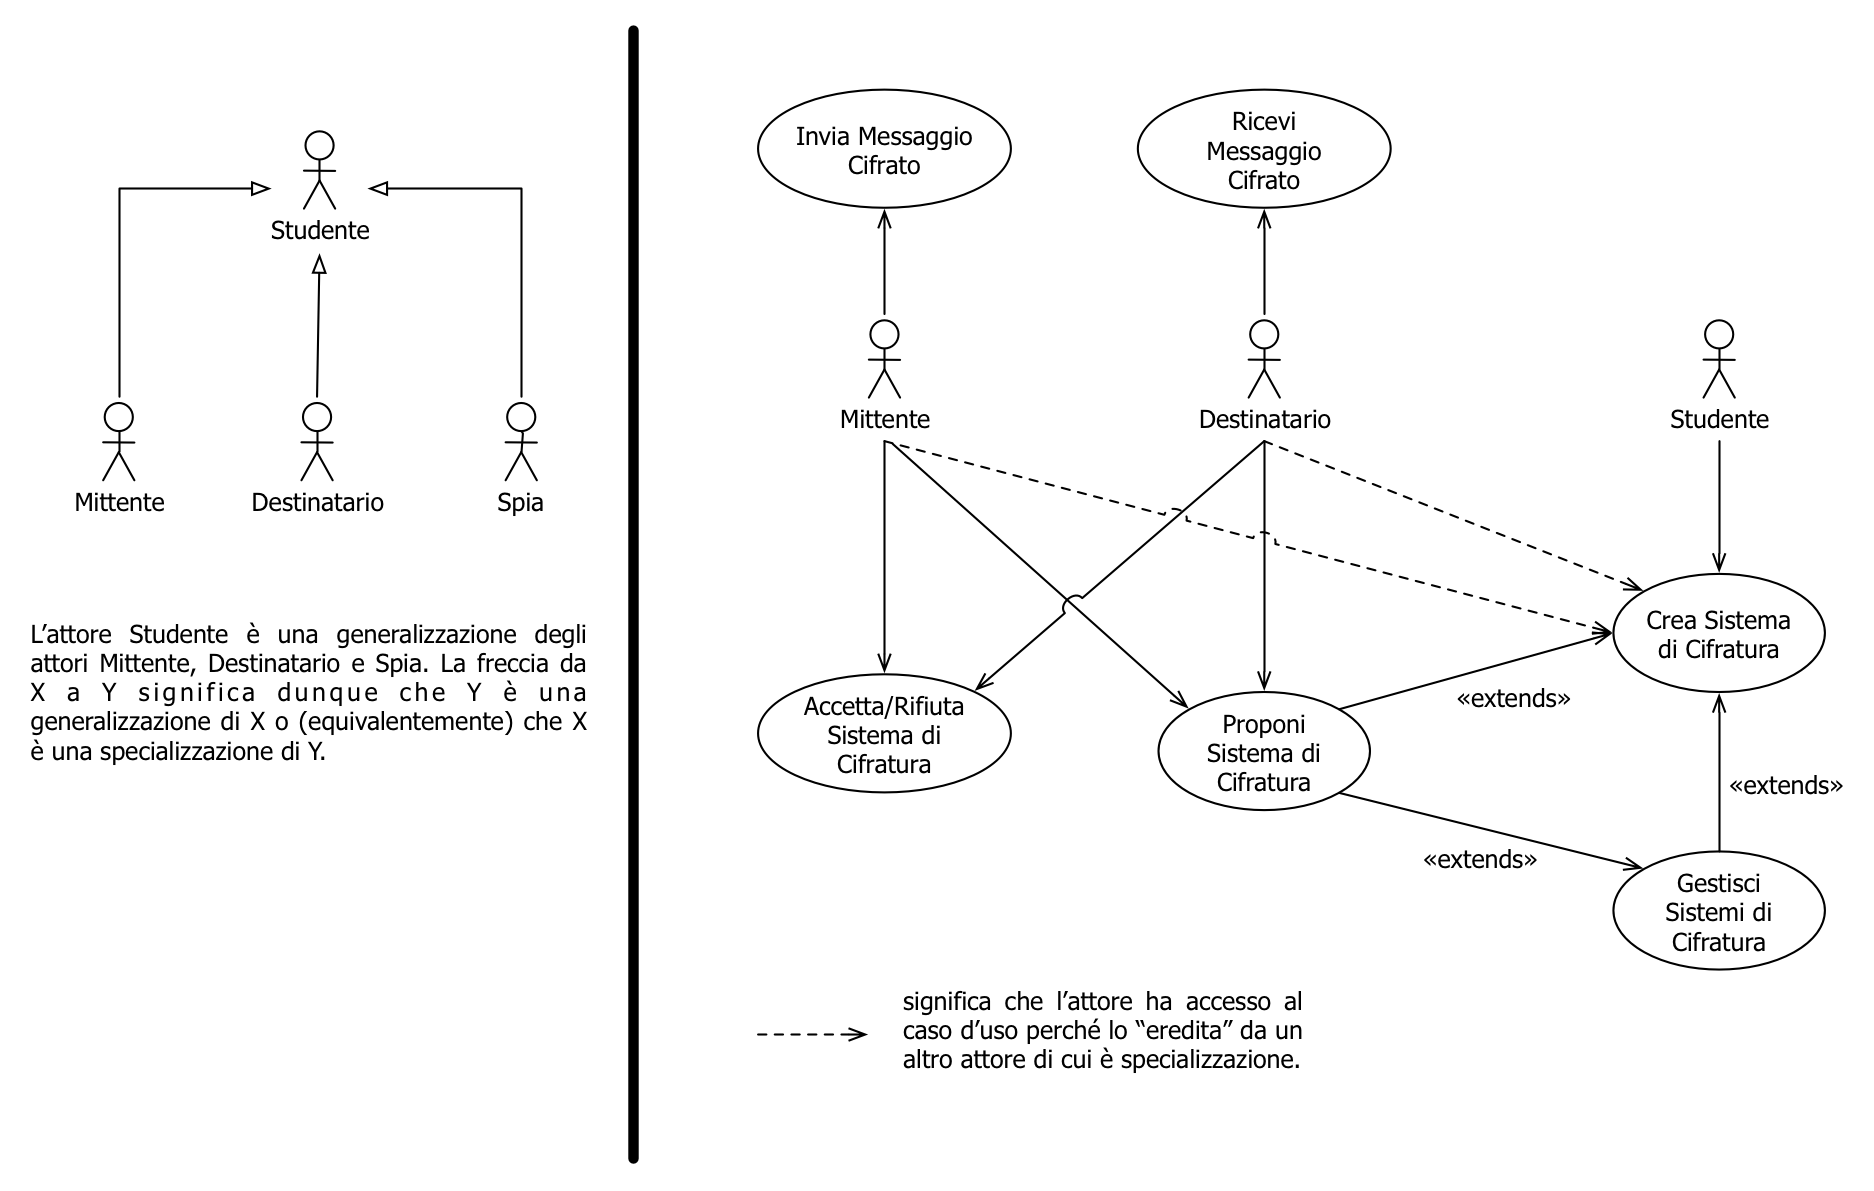 Studente
Mittente
Destinatario
Spia
L’attore Studente è una generalizzazione degli
attori Mittente, Destinatario e Spia. La freccia da
X a Y significa dunque che Y è una
generalizzazione di X o (equivalentemente) che X
è una specializzazione di Y.
Invia Messaggio
Cifrato
Ricevi
Messaggio
Cifrato
Mittente
Destinatario
Studente
Crea Sistema
di Cifratura
Accetta/Rifiuta
Sistema di
Cifratura
Proponi
Sistema di
Cifratura
«extends»
«extends»
«extends»
Gestisci
Sistemi di
Cifratura
significa che l’attore ha accesso al
caso d’uso perché lo “eredita” da un
altro attore di cui è specializzazione.